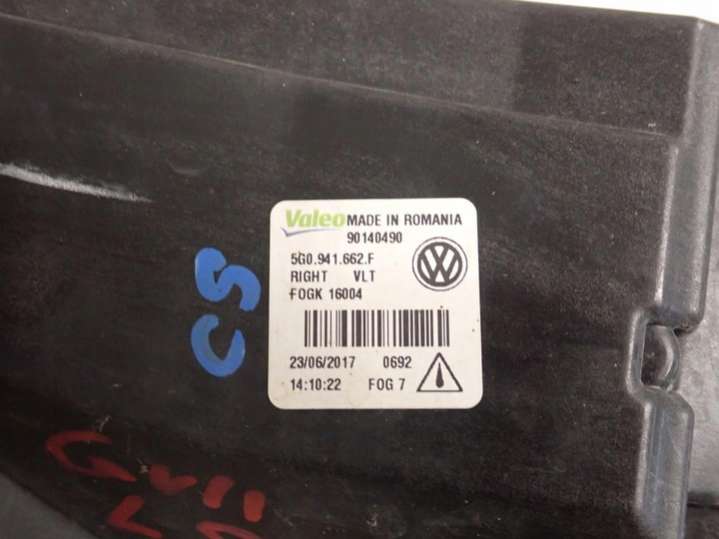 Valeo MADE IN ROMANIA
90140490
5G0.941.662.F
RIGHT VLT
FOGK 16004
23/06/2017 0692
14:10:22 FOG 7
CS